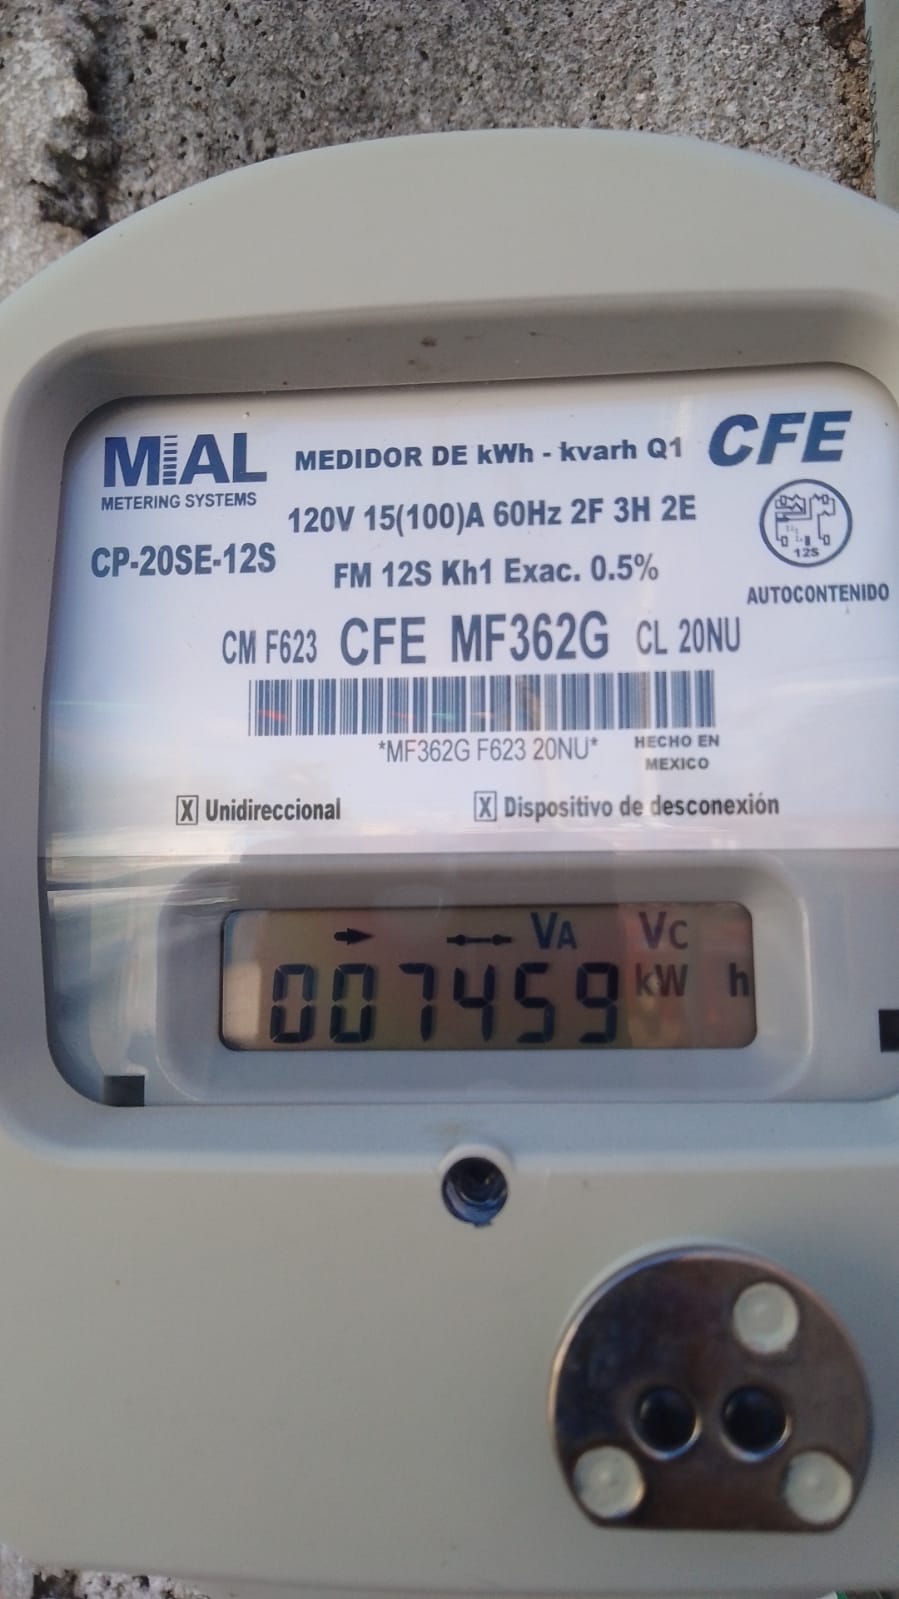 MIAL
METERING SYSTEMS
MEDIDOR DE kWh - kvarh Q1
CFE
120V 15(100)A 60Hz 2F 3H 2E
CP-20SE-12S
FM 12S Kh1 Exac. 0.5%
12S
AUTOCONTENIDO
CM F623 CFE MF362G CL 20NU
*MF362G F623 20NU*
HECHO EN
MEXICO
X Unidireccional
X Dispositivo de desconexión
VA VC
007459 kW h